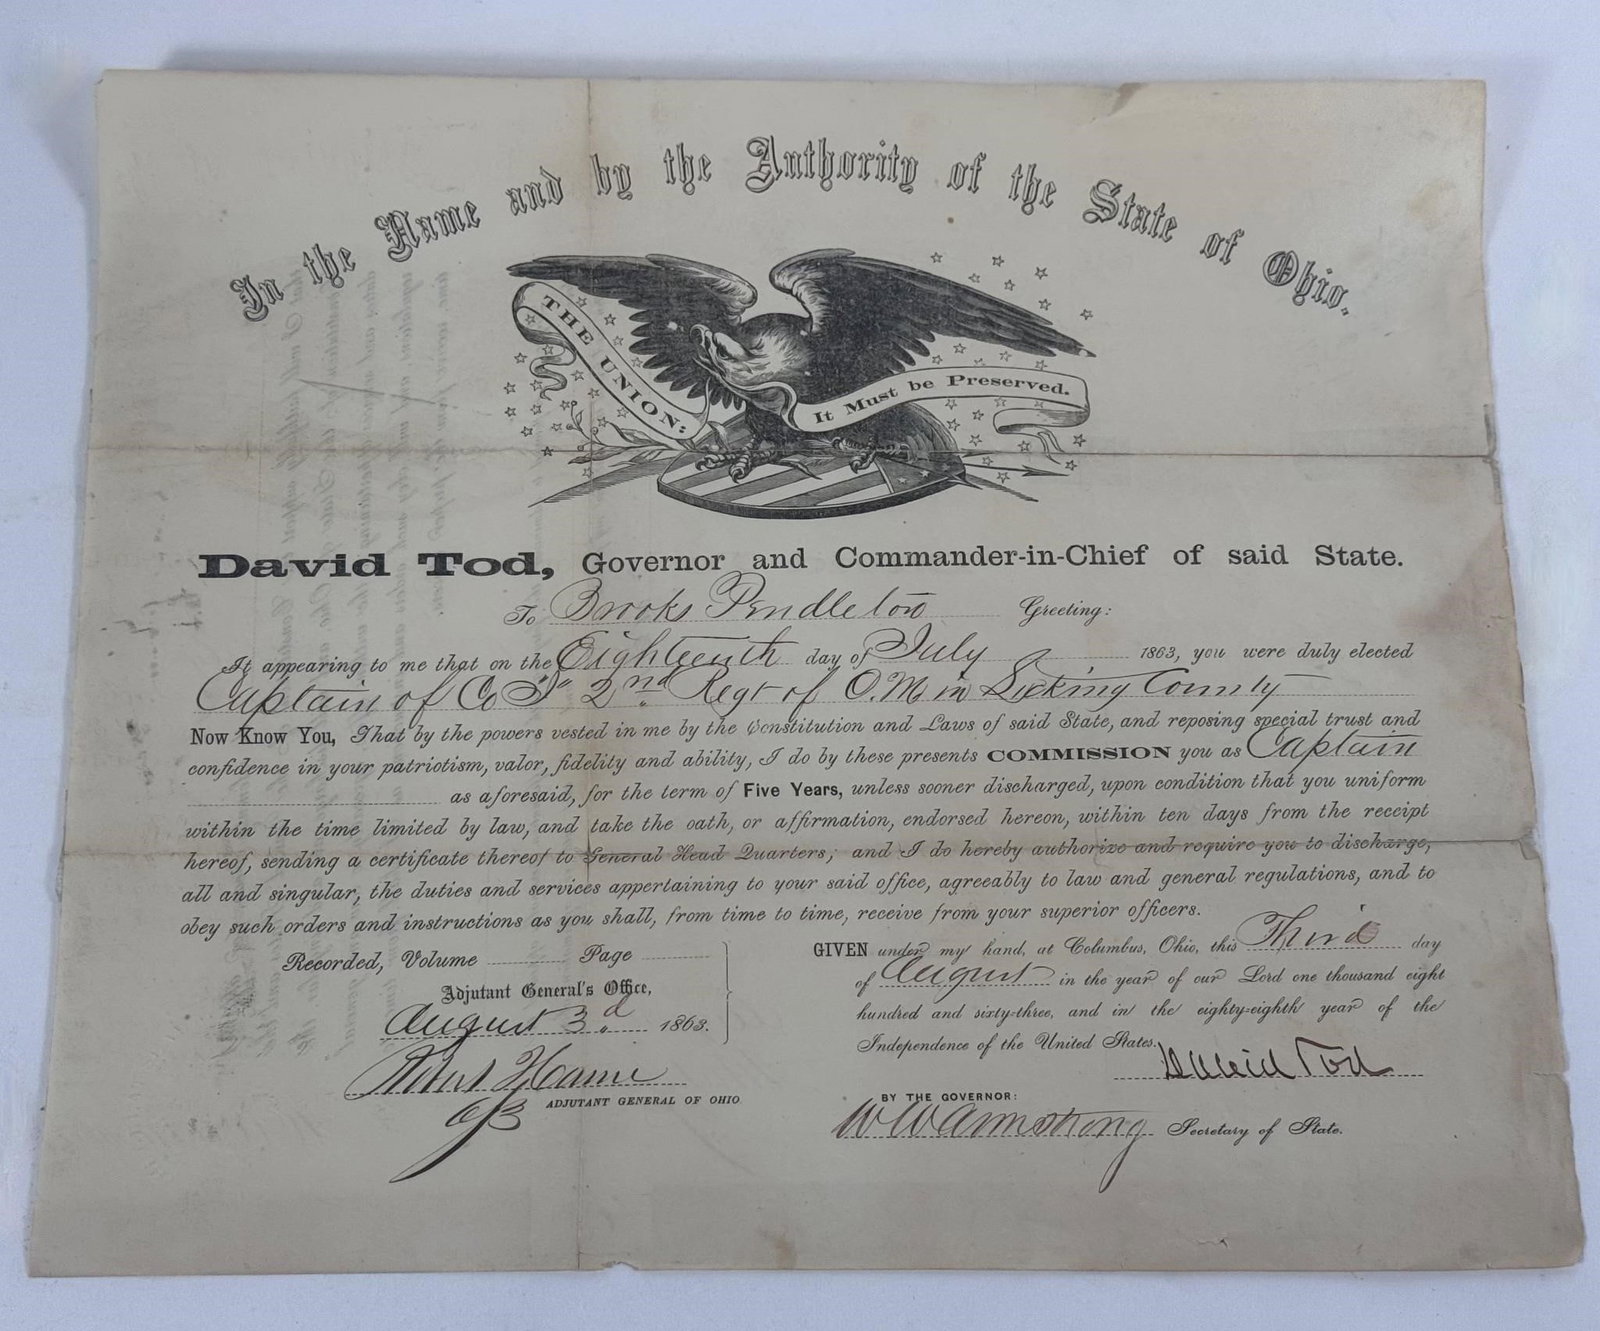 In the Name and by the Authority of the State of Ohio.
THE UNION:
It Must be Preserved.
David Tod, Governor and Commander-in-Chief of said State.
To Brooks Pendleton Greeting:
It appearing to me that on the Eighteenth day of July 1863, you were duly elected
Captain of Co 2nd Regt of O.M in Licking County
Now Know You, That by the powers vested in me by the Constitution and Laws of said State, and reposing special trust and
confidence in your patriotism, valor, fidelity and ability, I do by these presents COMMISSION you as Captain
as aforesaid, for the term of Five Years, unless sooner discharged, upon condition that you uniform
within the time limited by law, and take the oath, or affirmation, endorsed hereon, within ten days from the receipt
hereof, sending a certificate thereof to General Head Quarters; and I do hereby authorize and require you to discharge,
all and singular, the duties and services appertaining to your said office, agreeably to law and general regulations, and to
obey such orders and instructions as you shall, from time to time, receive from your superior officers.
Recorded, Volume Page
Adjutant General's Office,
August 3d 1863.
ADJUTANT GENERAL OF OHIO
GIVEN under my hand, at Columbus, Ohio, this Third day
of August in the year of our Lord one thousand eight
hundred and sixty-three, and in the eighty-eighth year of the
Independence of the United States.
David Tod
BY THE GOVERNOR:
W W Armstrong Secretary of State.